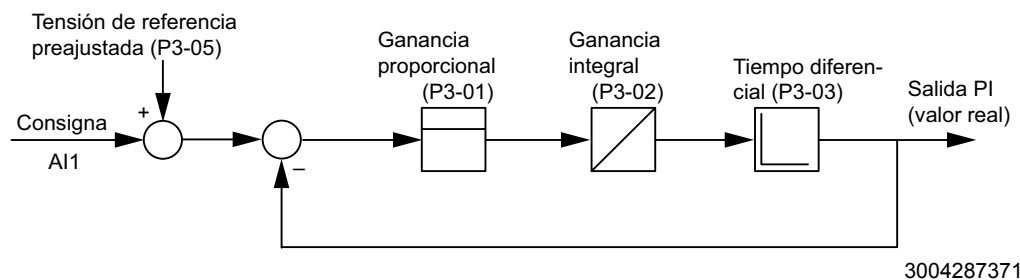 Tensión de referencia
preajustada (P3-05)
+
Consigna
AI1
–
Ganancia
proporcional
(P3-01)
Ganancia
integral
(P3-02)
Tiempo diferen-
cial (P3-03)
Salida PI
(valor real)
3004287371